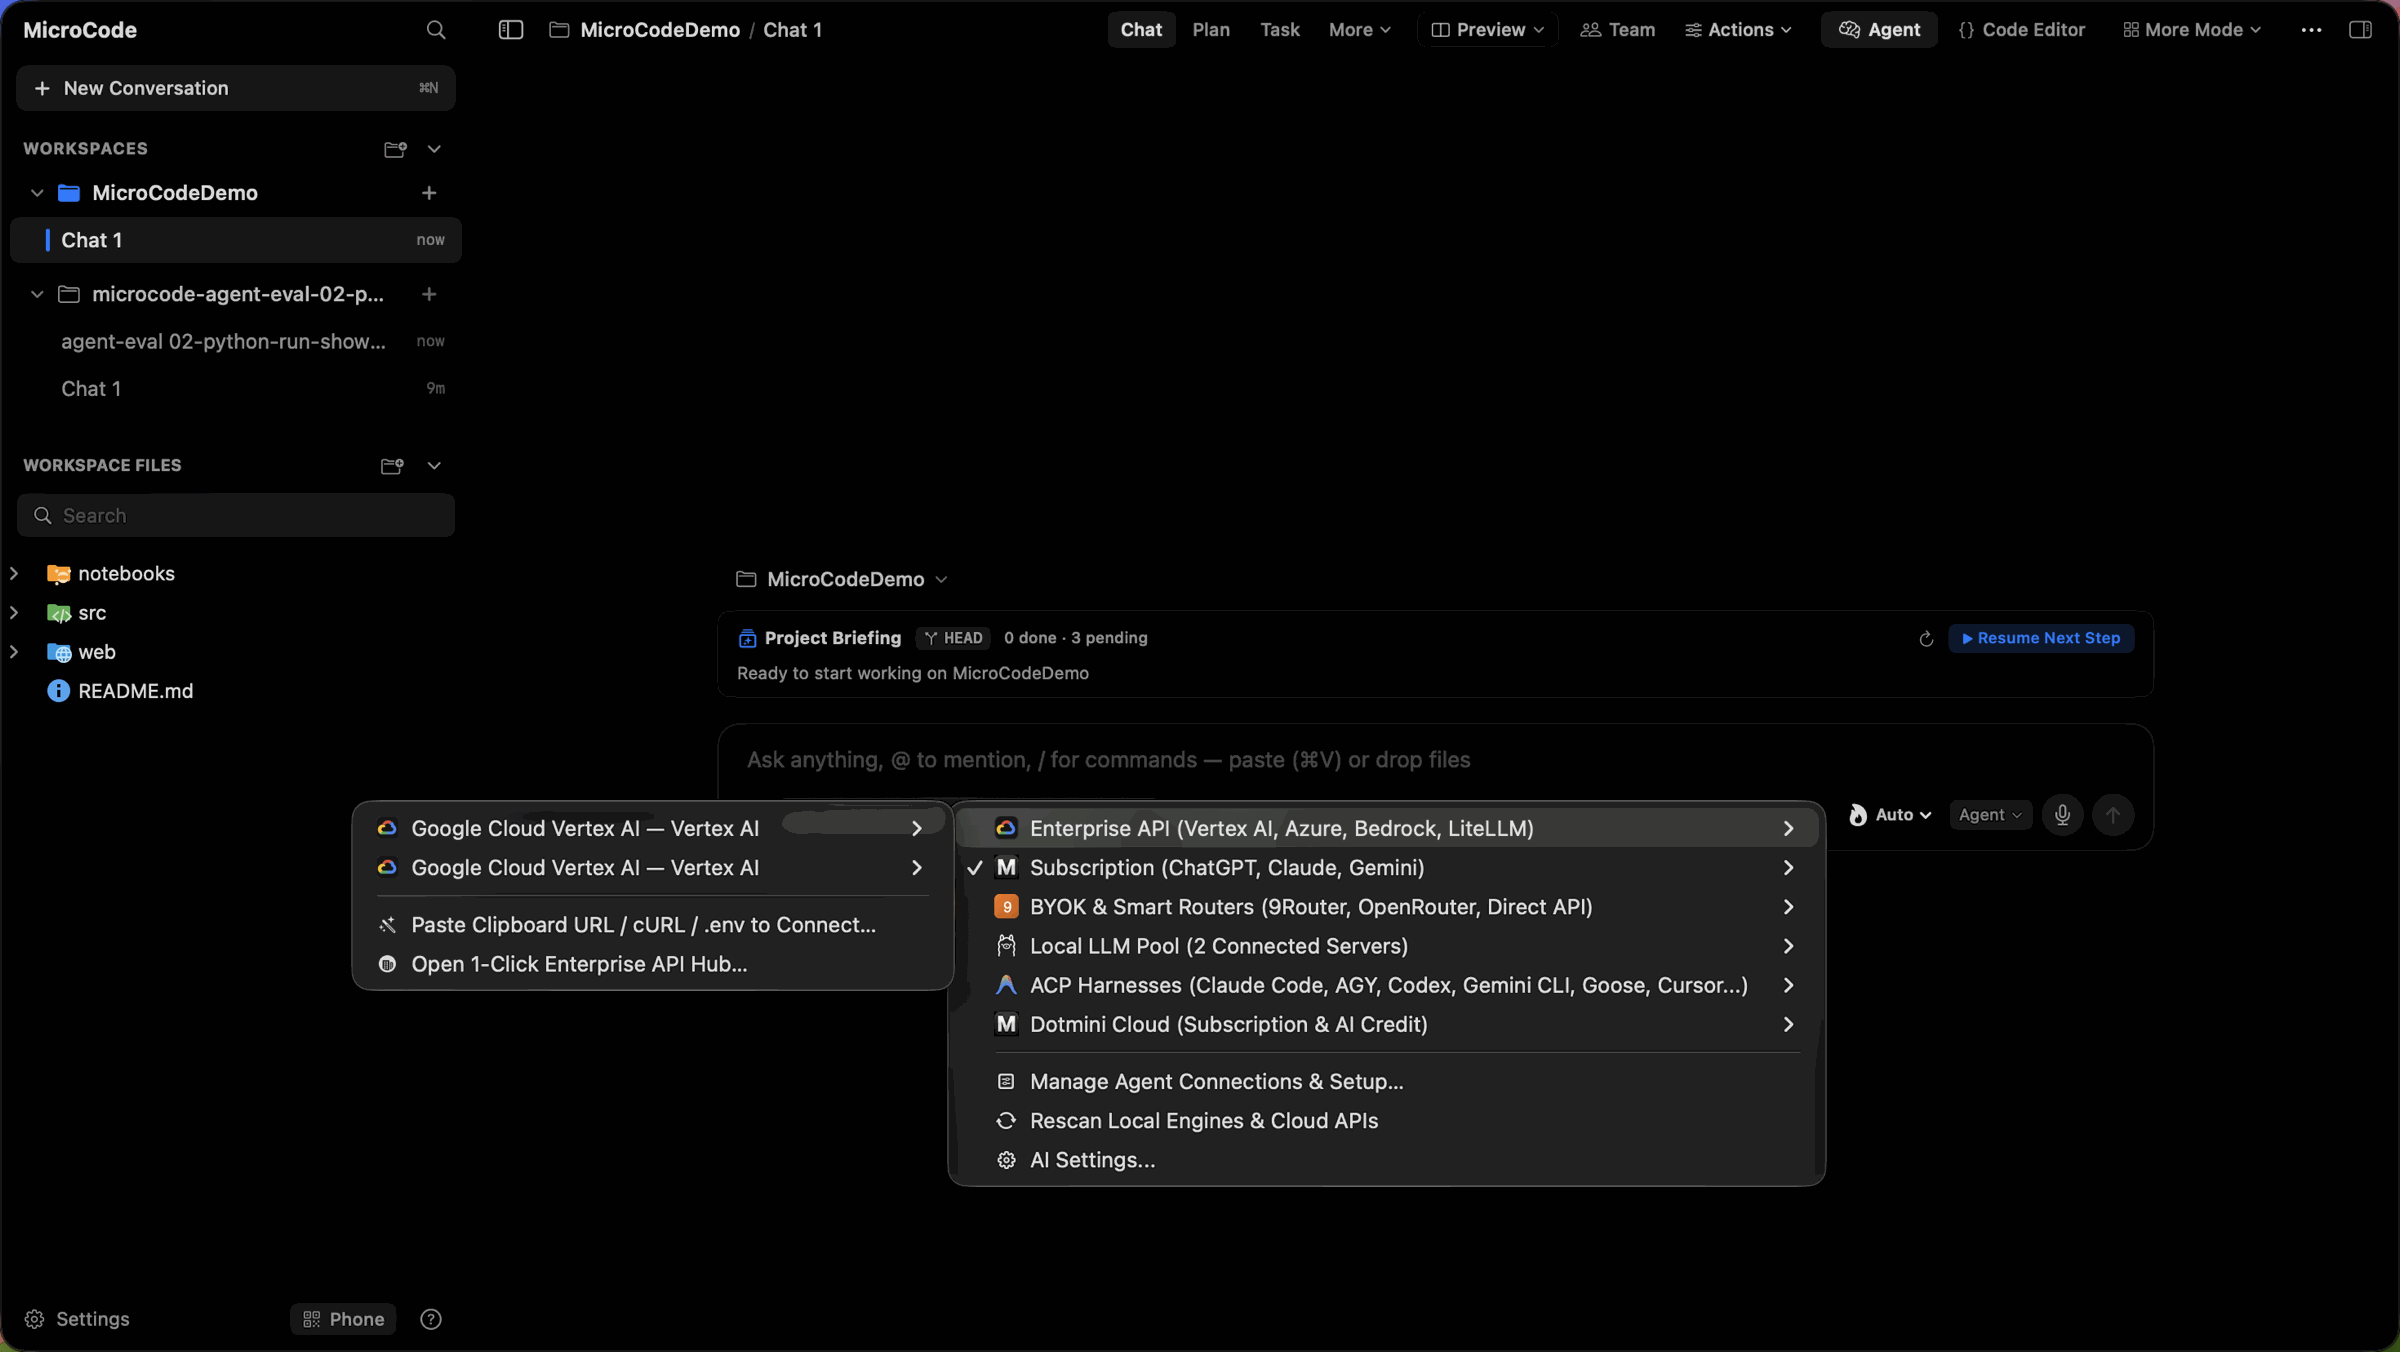 MicroCode
MicroCodeDemo / Chat 1
Chat
Plan
Task
More
Preview
Team
Actions
Agent
{} Code Editor
More Mode
New Conversation ⌘N
WORKSPACES
MicroCodeDemo
Chat 1 now
microcode-agent-eval-02-p...
agent-eval 02-python-run-show... now
Chat 1 9m
WORKSPACE FILES
Search
notebooks
src
web
README.md
MicroCodeDemo
Project Briefing HEAD 0 done · 3 pending
Resume Next Step
Ready to start working on MicroCodeDemo
Ask anything, @ to mention, / for commands — paste (⌘V) or drop files
Auto
Agent
Google Cloud Vertex AI — Vertex AI
Google Cloud Vertex AI — Vertex AI
Paste Clipboard URL / cURL / .env to Connect...
Open 1-Click Enterprise API Hub...
Enterprise API (Vertex AI, Azure, Bedrock, LiteLLM)
M Subscription (ChatGPT, Claude, Gemini)
9 BYOK & Smart Routers (9Router, OpenRouter, Direct API)
Local LLM Pool (2 Connected Servers)
ACP Harnesses (Claude Code, AGY, Codex, Gemini CLI, Goose, Cursor...)
M Dotmini Cloud (Subscription & AI Credit)
Manage Agent Connections & Setup...
Rescan Local Engines & Cloud APIs
AI Settings...
Settings
Phone
?